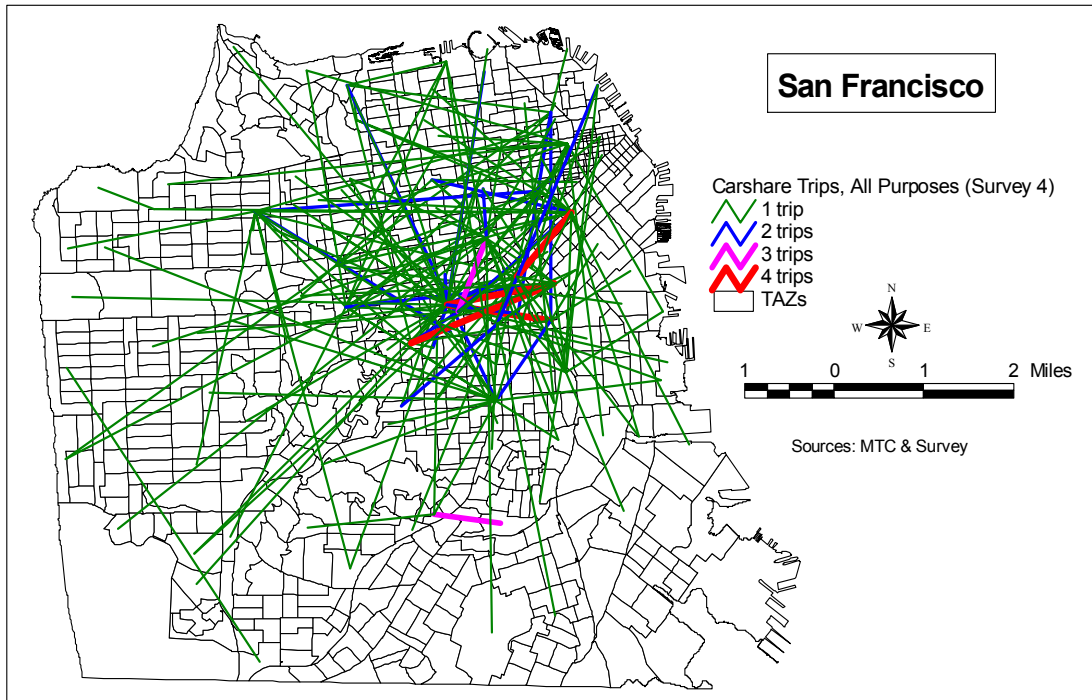 San Francisco
Carshare Trips, All Purposes (Survey 4)
1 trip
2 trips
3 trips
4 trips
TAZs
N
W E
S
1 0 1 2 Miles
Sources: MTC & Survey